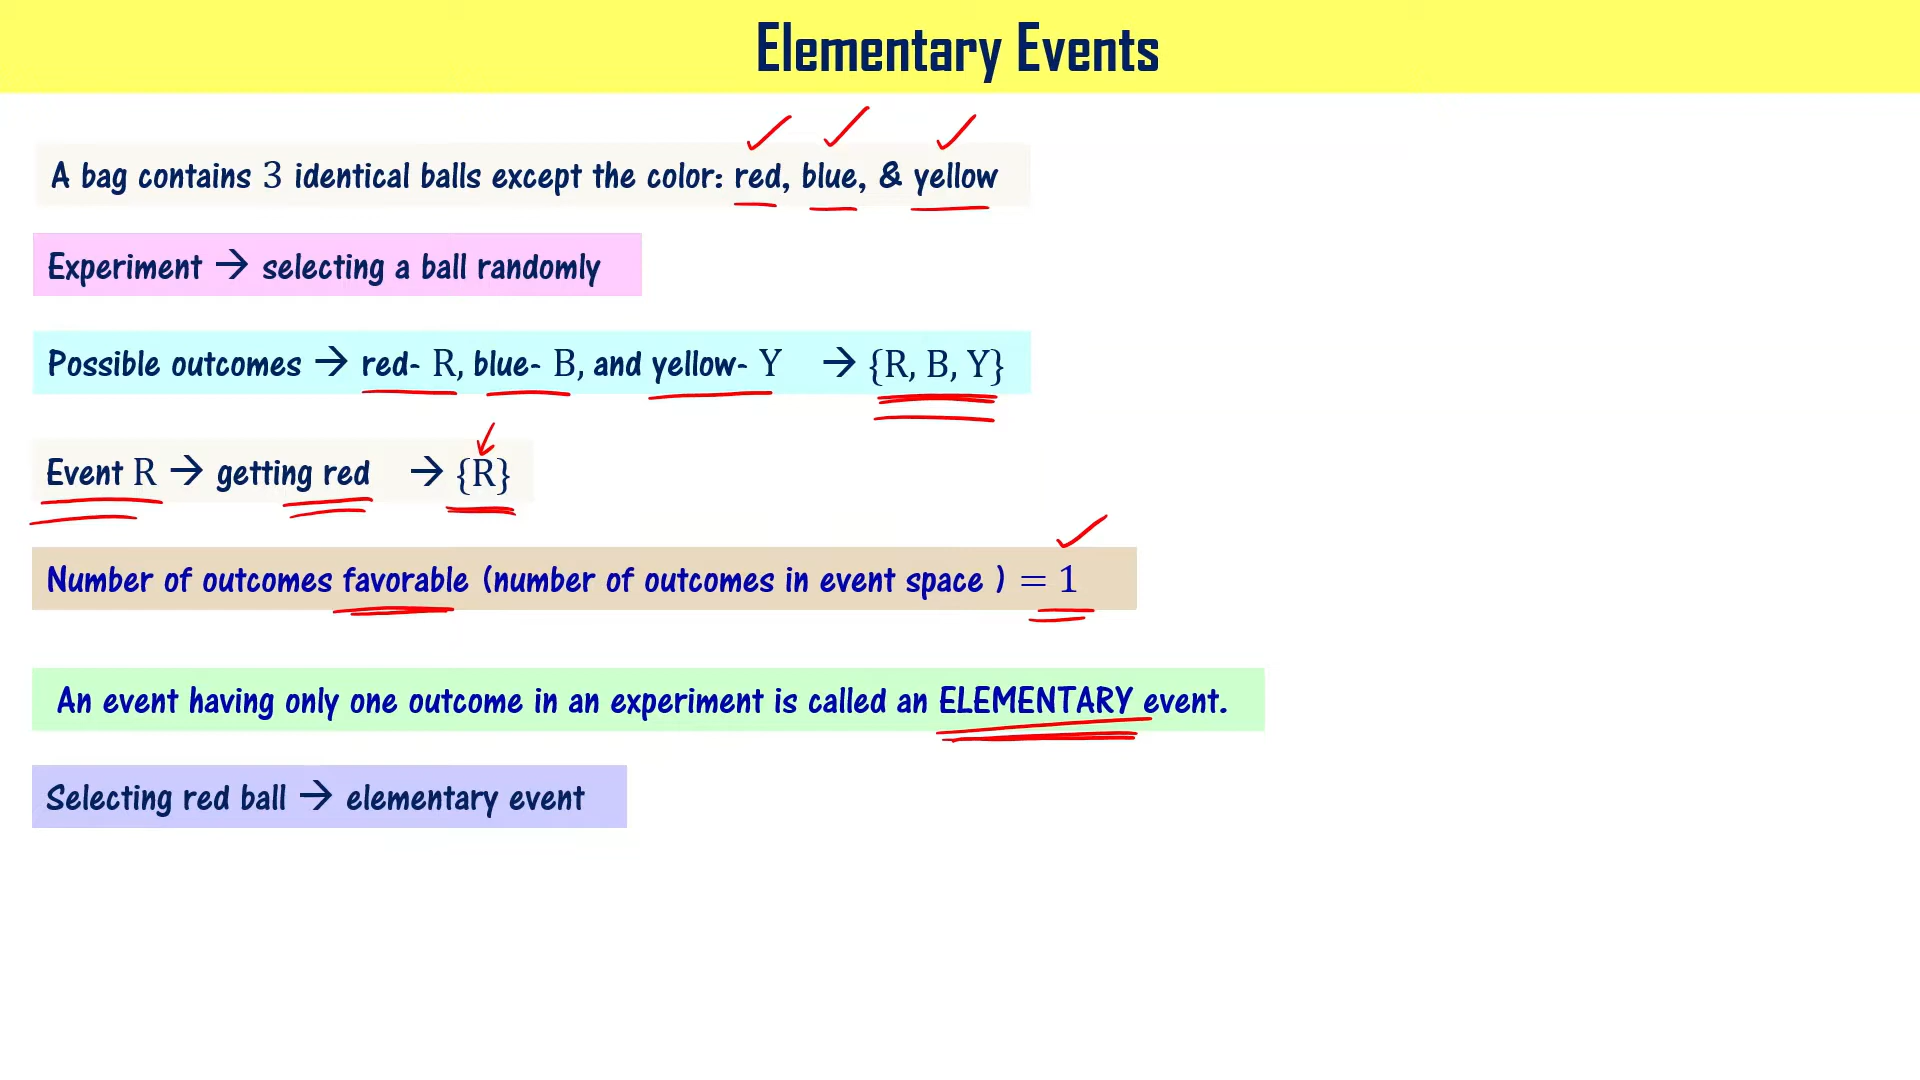 Elementary Events
A bag contains 3 identical balls except the color: red, blue, & yellow
Experiment → selecting a ball randomly
Possible outcomes → red- R, blue- B, and yellow- Y → {R, B, Y}
Event R → getting red → {R}
Number of outcomes favorable (number of outcomes in event space ) = 1
An event having only one outcome in an experiment is called an ELEMENTARY event.
Selecting red ball → elementary event